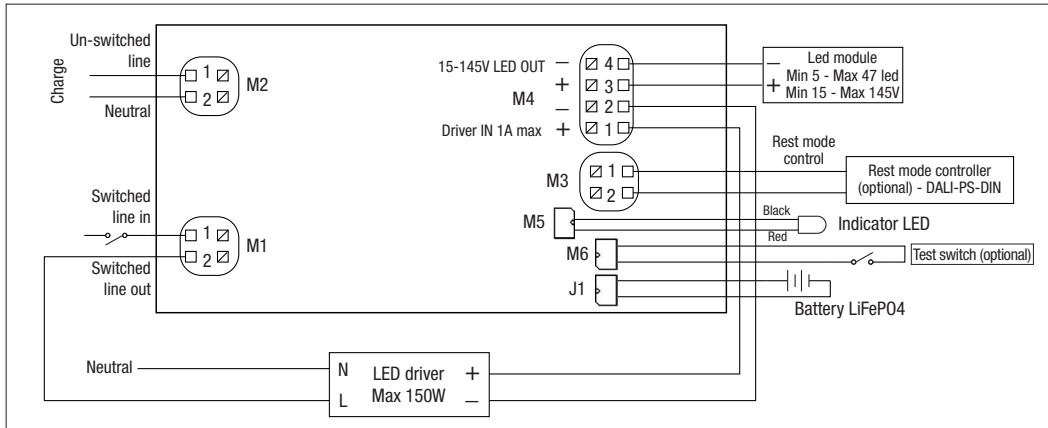 Charge
Un-switched
line
Neutral
1
2
M2
Switched
line in
Switched
line out
1
2
M1
15-145V LED OUT
−
+
M4
−
Driver IN 1A max
+
4
3
2
1
Led module
Min 5 - Max 47 led
Min 15 - Max 145V
−
+
M3
1
2
Rest mode
control
Rest mode controller
(optional) - DALI-PS-DIN
M5
Black
Red
Indicator LED
M6
Test switch (optional)
J1
Battery LiFePO4
Neutral
N
L
LED driver
Max 150W
+
−